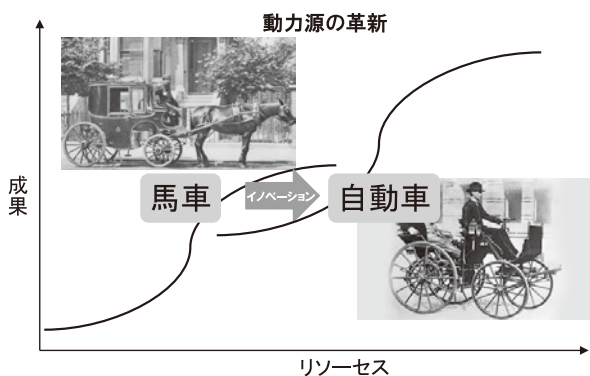 動力源の革新
馬車
イノベーション
自動車
成果
リソーセス